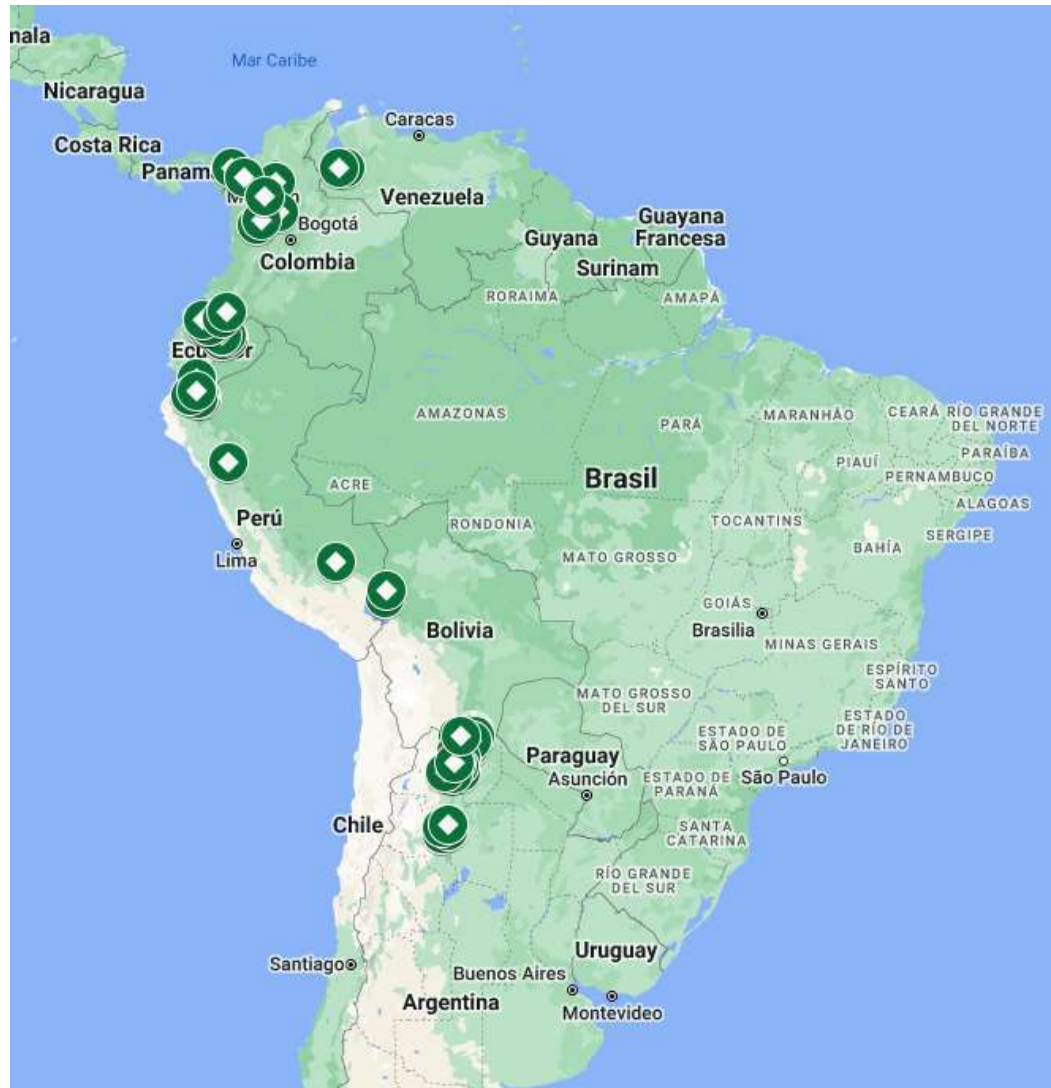 mala
Mar Caribe
Nicaragua
Costa Rica
Caracas
Panam
Venezuela
Bogotá
Colombia
Guyana
Guayana
Francesa
Surinam
RORAIMA
AMAPÁ
AMAZONAS
PARÁ
MARANHÃO
CEARÁ
RÍO GRANDE
DEL NORTE
PARAÍBA
PIAUÍ
PERNAMBUCO
ALAGOAS
SERGIPE
ACRE
Brasil
RONDONIA
TOCANTINS
MATO GROSSO
BAHÍA
Perú
Lima
GOIÁS
Brasilia
MINAS GERAIS
Bolivia
ESPÍRITO
SANTO
MATO GROSSO
DEL SUR
ESTADO DE
SÃO PAULO
ESTADO
DE RÍO DE
JANEIRO
Paraguay
Asunción
São Paulo
ESTADO DE
PARANÁ
Chile
SANTA
CATARINA
RÍO GRANDE
DEL SUR
Uruguay
Santiago
Buenos Aires
Argentina
Montevideo